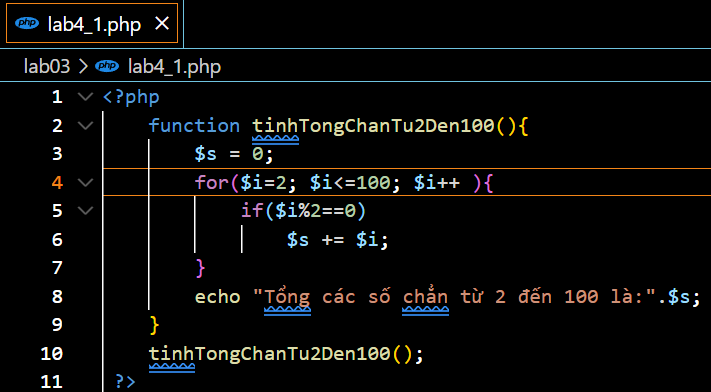 php lab4_1.php ×
lab03 > php lab4_1.php
1 <?php
2 function tinhTongChanTu2Den100(){
3 $s = 0;
4 for($i=2; $i<=100; $i++ ){
5 if($i%2==0)
6 $s += $i;
7 }
8 echo "Tổng các số chẳn từ 2 đến 100 là:".$s;
9 }
10 tinhTongChanTu2Den100();
11 ?>